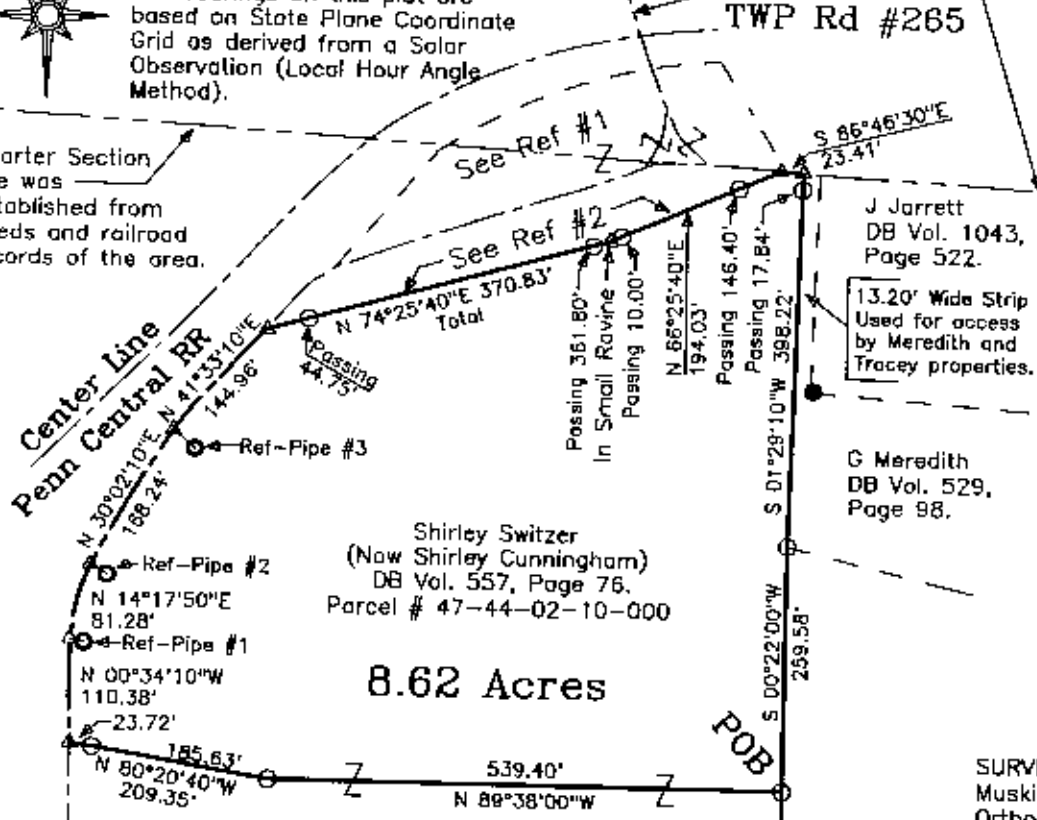 based on State Plane Coordinate
Grid as derived from a Solar
Observation (Local Hour Angle
Method).
TWP Rd #265
arter Section
e was
tablished from
eds and railroad
cords of the area.
See Ref #1
See Ref #2
S 86°46'30"E
23.41'
J Jarrett
DB Vol. 1043,
Page 522.
13.20' Wide Strip
Used for access
by Meredith and
Tracey properties.
N 74°25'40"E 370.83'
Total
Passing
44.75'
Passing 361.80'
In Small Ravine
Passing 10.00'
N 66°25'40"E
194.03'
Passing 146.40'
Passing 17.84'
S 01°29'10"W 398.22'
Center Line
Penn Central RR
N 41°33'10"E
144.96'
Ref-Pipe #3
N 30°02'10"E
168.24'
G Meredith
DB Vol. 529,
Page 98.
Shirley Switzer
(Now Shirley Cunningham)
DB Vol. 557, Page 76.
Parcel # 47-44-02-10-000
Ref-Pipe #2
N 14°17'50"E
81.28'
Ref-Pipe #1
N 00°34'10"W
110.38'
8.62 Acres
S 00°22'00"W
259.58'
23.72'
185.63'
N 80°20'40"W
209.35'
539.40'
N 89°38'00"W
POB
SURV
Muski